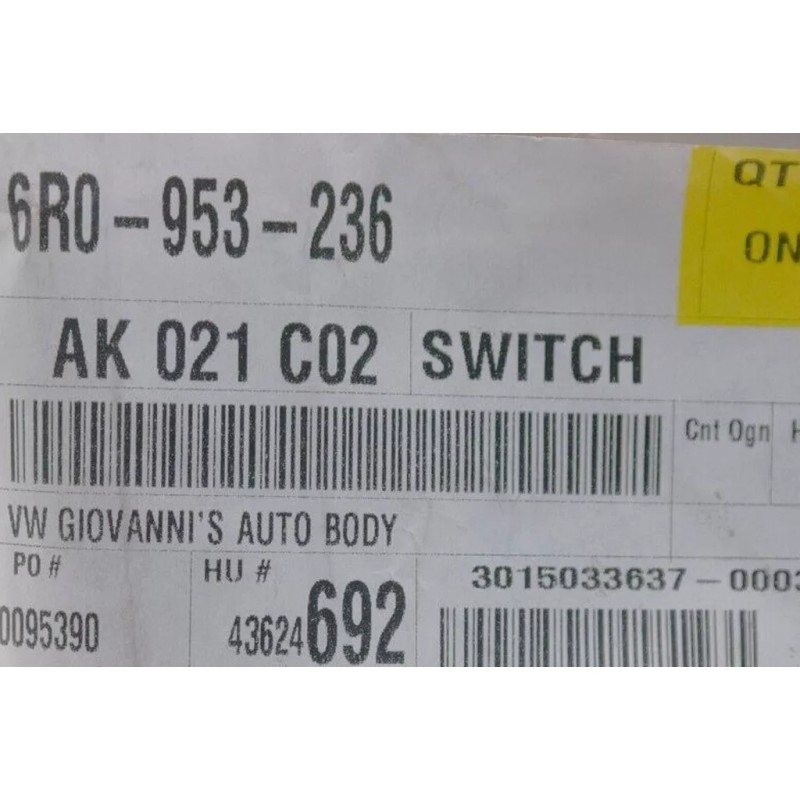 6R0-953-236
QT
ON
AK 021 C02 SWITCH
Cnt Ogn H
VW GIOVANNI'S AUTO BODY
PO # HU # 3015033637-0003
0095390 43624692